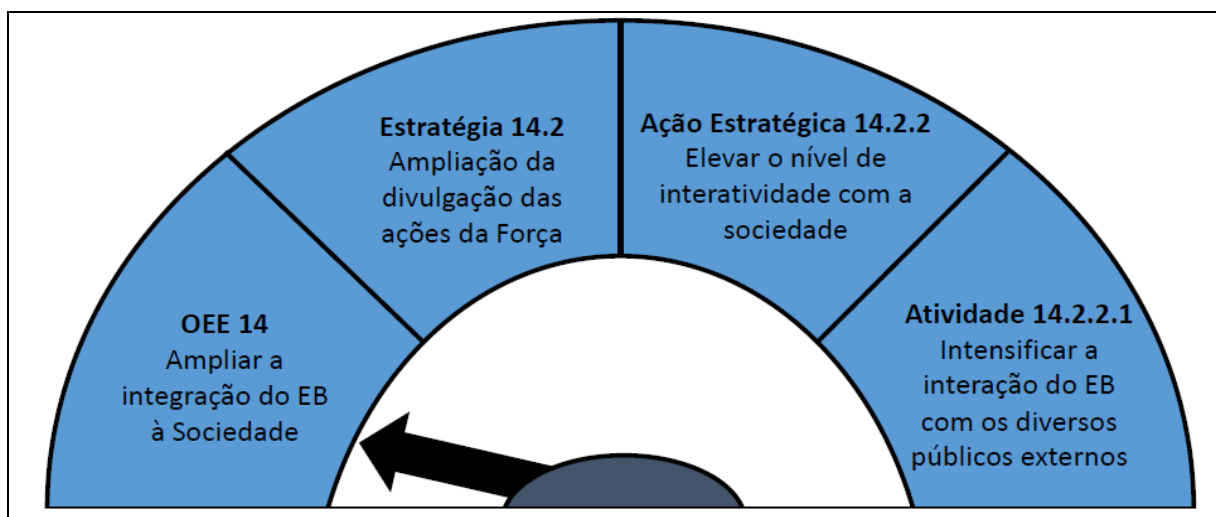 OEE 14
Ampliar a
integração do EB
à Sociedade
Estratégia 14.2
Ampliação da
divulgação das
ações da Força
Ação Estratégica 14.2.2
Elevar o nível de
interatividade com a
sociedade
Atividade 14.2.2.1
Intensificar a
interação do EB
com os diversos
públicos externos